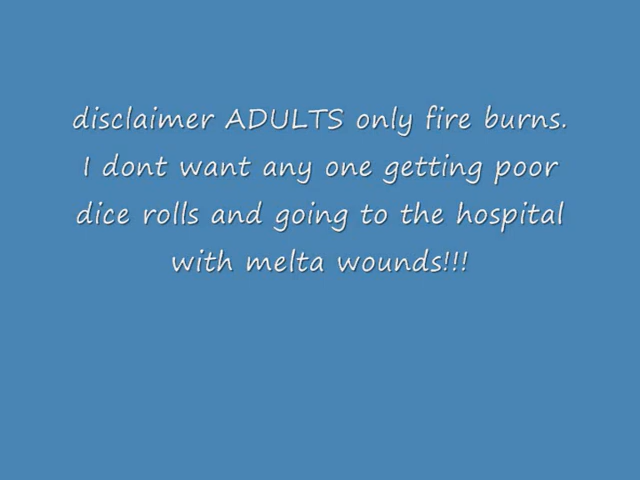 disclaimer ADULTS only fire burns.
I dont want any one getting poor
dice rolls and going to the hospital
with melta wounds!!!